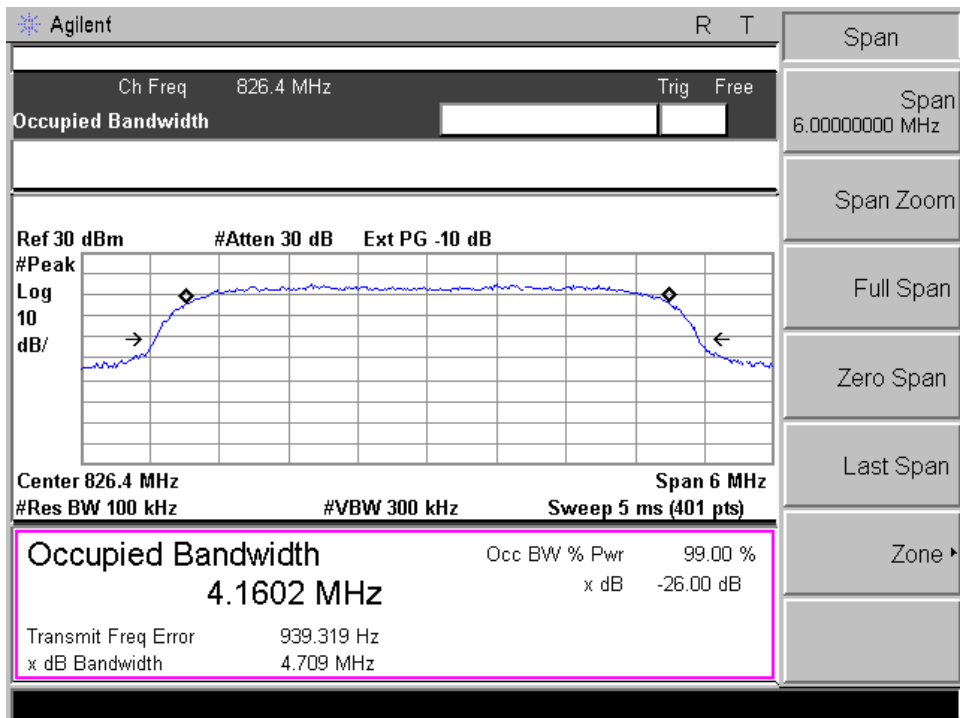 Agilent R T
Ch Freq 826.4 MHz Trig Free
Occupied Bandwidth
Ref 30 dBm #Atten 30 dB Ext PG -10 dB
#Peak
Log
10
dB/
Center 826.4 MHz Span 6 MHz
#Res BW 100 kHz #VBW 300 kHz Sweep 5 ms (401 pts)
Occupied Bandwidth
4.1602 MHz
Occ BW % Pwr 99.00 %
x dB -26.00 dB
Transmit Freq Error 939.319 Hz
x dB Bandwidth 4.709 MHz
Span
Span
6.00000000 MHz
Span Zoom
Full Span
Zero Span
Last Span
Zone